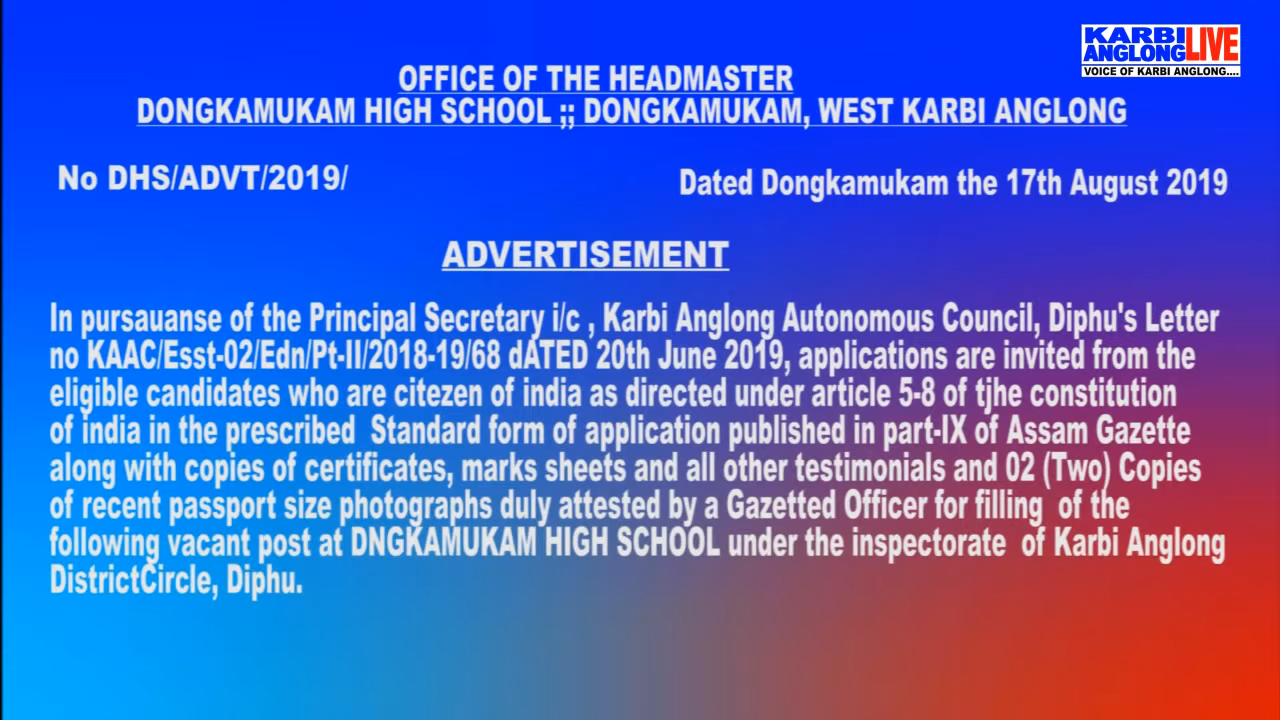 KARBI
ANGLONG LIVE
VOICE OF KARBI ANGLONG....
OFFICE OF THE HEADMASTER
DONGKAMUKAM HIGH SCHOOL ;; DONGKAMUKAM, WEST KARBI ANGLONG
No DHS/ADVT/2019/
Dated Dongkamukam the 17th August 2019
ADVERTISEMENT
In pursauanse of the Principal Secretary i/c , Karbi Anglong Autonomous Council, Diphu's Letter
no KAAC/Esst-02/Edn/Pt-II/2018-19/68 dATED 20th June 2019, applications are invited from the
eligible candidates who are citezen of india as directed under article 5-8 of tjhe constitution
of india in the prescribed  Standard form of application published in part-IX of Assam Gazette
along with copies of certificates, marks sheets and all other testimonials and 02 (Two) Copies
of recent passport size photographs duly attested by a Gazetted Officer for filling  of the
following vacant post at DNGKAMUKAM HIGH SCHOOL under the inspectorate  of Karbi Anglong
DistrictCircle, Diphu.